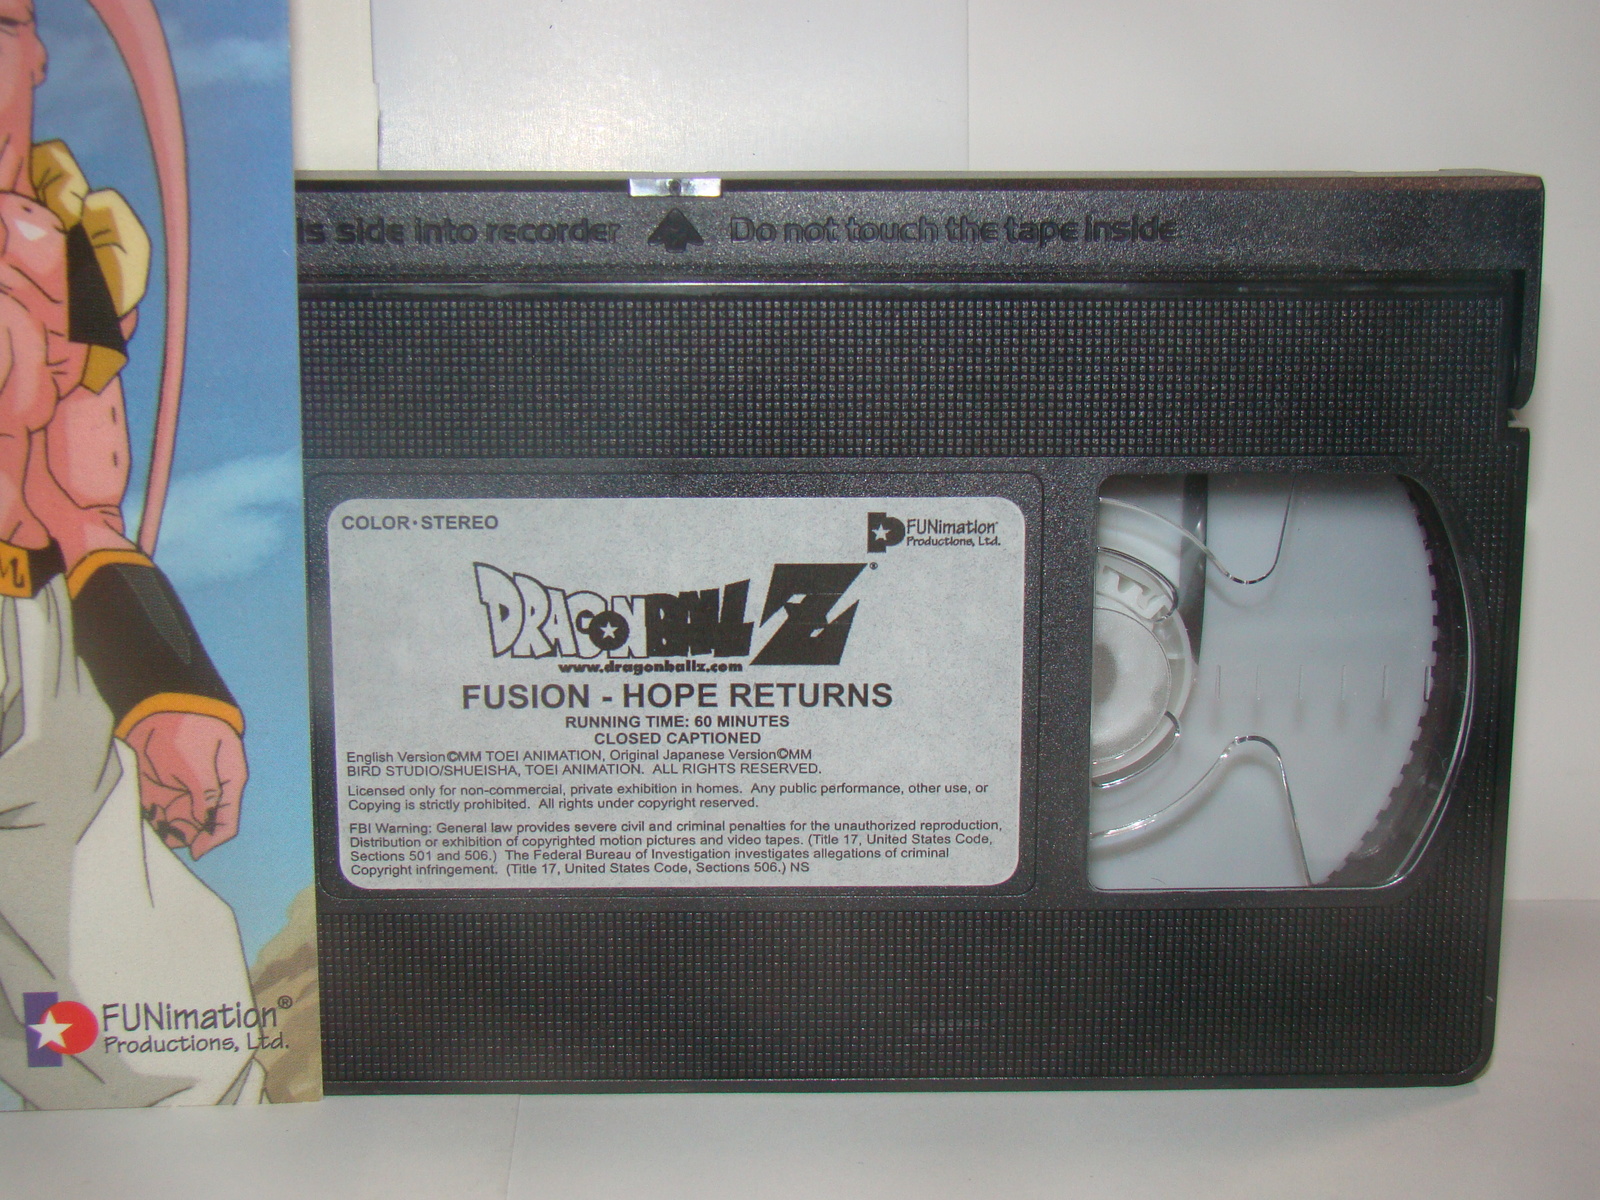 is side into recorder Do not touch the tape inside
COLOR·STEREO
FUNimation
Productions, Ltd.
DRAGON BALL Z®
www.dragonballz.com
FUSION - HOPE RETURNS
RUNNING TIME: 60 MINUTES
CLOSED CAPTIONED
English Version©MM TOEI ANIMATION, Original Japanese Version©MM
BIRD STUDIO/SHUEISHA, TOEI ANIMATION. ALL RIGHTS RESERVED.
Licensed only for non-commercial, private exhibition in homes. Any public performance, other use, or
Copying is strictly prohibited. All rights under copyright reserved.
FBI Warning: General law provides severe civil and criminal penalties for the unauthorized reproduction,
Distribution or exhibition of copyrighted motion pictures and video tapes. (Title 17, United States Code,
Sections 501 and 506.) The Federal Bureau of Investigation investigates allegations of criminal
Copyright infringement. (Title 17, United States Code, Sections 506.) NS
FUNimation®
Productions, Ltd.